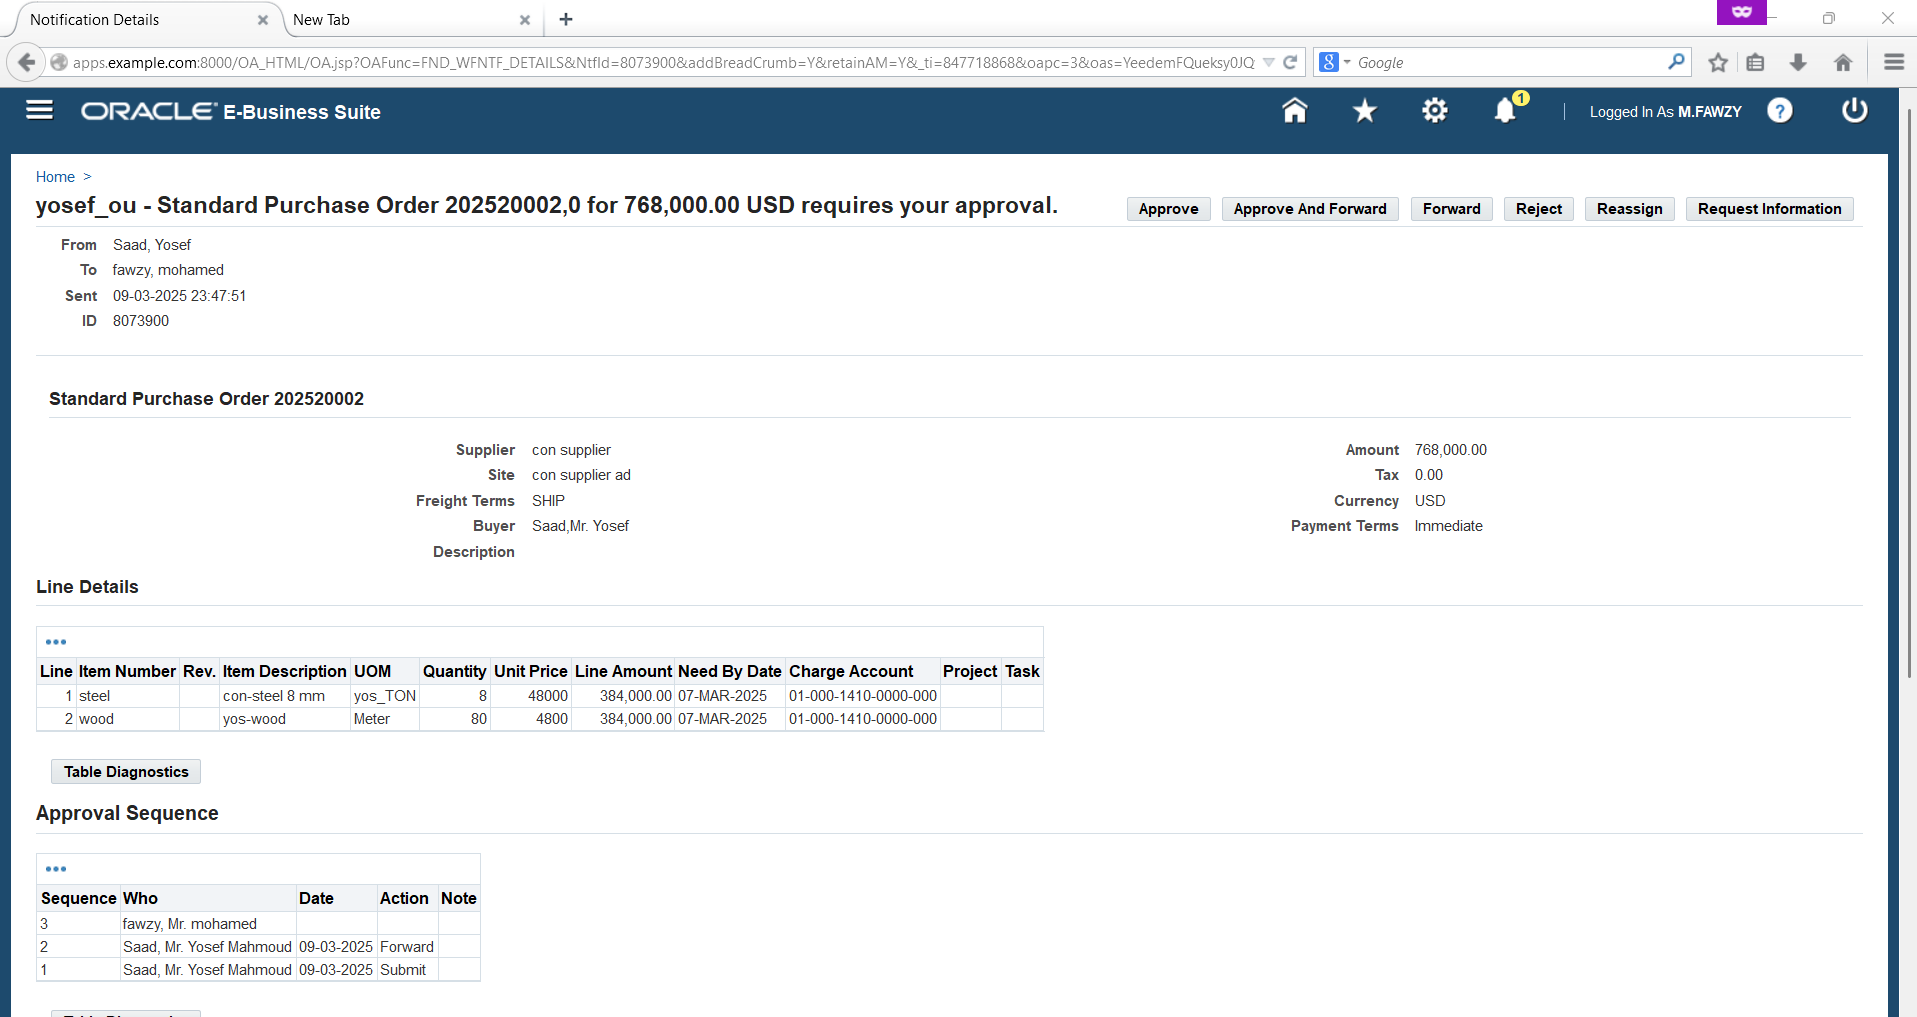 Notification Details
New Tab
apps.example.com:8000/OA_HTML/OA.jsp?OAFunc=FND_WFNTF_DETAILS&NtfId=8073900&addBreadCrumb=Y&retainAM=Y&_ti=847718868&oapc=3&oas=YeedemFQueksy0JQ
8 Google
ORACLE E-Business Suite
1
Logged In As M.FAWZY
?
Home >
yosef_ou - Standard Purchase Order 202520002,0 for 768,000.00 USD requires your approval.
Approve Approve And Forward Forward Reject Reassign Request Information
From Saad, Yosef
To fawzy, mohamed
Sent 09-03-2025 23:47:51
ID 8073900
Standard Purchase Order 202520002
Supplier con supplier Amount 768,000.00
Site con supplier ad Tax 0.00
Freight Terms SHIP Currency USD
Buyer Saad,Mr. Yosef Payment Terms Immediate
Description
Line Details
Line Item Number Rev. Item Description UOM Quantity Unit Price Line Amount Need By Date Charge Account Project Task
1 steel con-steel 8 mm yos_TON 8 48000 384,000.00 07-MAR-2025 01-000-1410-0000-000
2 wood yos-wood Meter 80 4800 384,000.00 07-MAR-2025 01-000-1410-0000-000
Table Diagnostics
Approval Sequence
Sequence Who Date Action Note
3 fawzy, Mr. mohamed
2 Saad, Mr. Yosef Mahmoud 09-03-2025 Forward
1 Saad, Mr. Yosef Mahmoud 09-03-2025 Submit